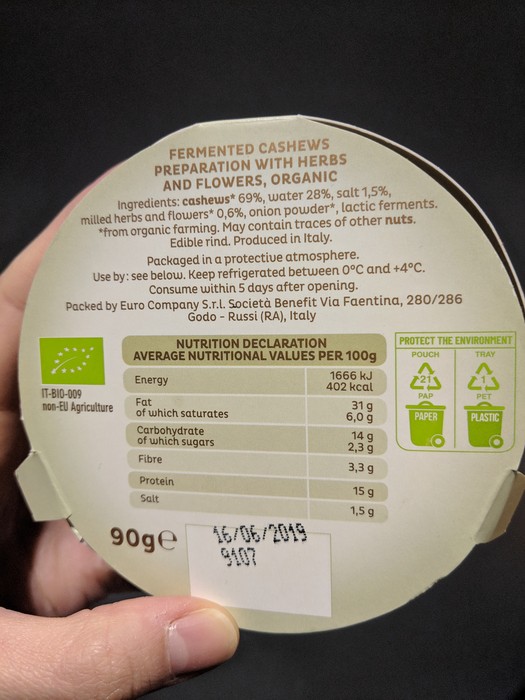 FERMENTED CASHEWS
PREPARATION WITH HERBS
AND FLOWERS, ORGANIC
Ingredients: cashews* 69%, water 28%, salt 1,5%,
milled herbs and flowers* 0,6%, onion powder*, lactic ferments.
*from organic farming. May contain traces of other nuts.
Edible rind. Produced in Italy.
Packaged in a protective atmosphere.
Use by: see below. Keep refrigerated between 0°C and +4°C.
Consume within 5 days after opening.
Packed by Euro Company S.r.l. Società Benefit Via Faentina, 280/286
Godo - Russi (RA), Italy
IT-BIO-009
non-EU Agriculture
NUTRITION DECLARATION
AVERAGE NUTRITIONAL VALUES PER 100g
Energy 1666 kJ
402 kcal
Fat 31 g
of which saturates 6,0 g
Carbohydrate 14 g
of which sugars 2,3 g
Fibre 3,3 g
Protein 15 g
Salt 1,5 g
PROTECT THE ENVIRONMENT
POUCH TRAY
21 1
PAP PET
PAPER PLASTIC
90g℮
16/06/2019
9107